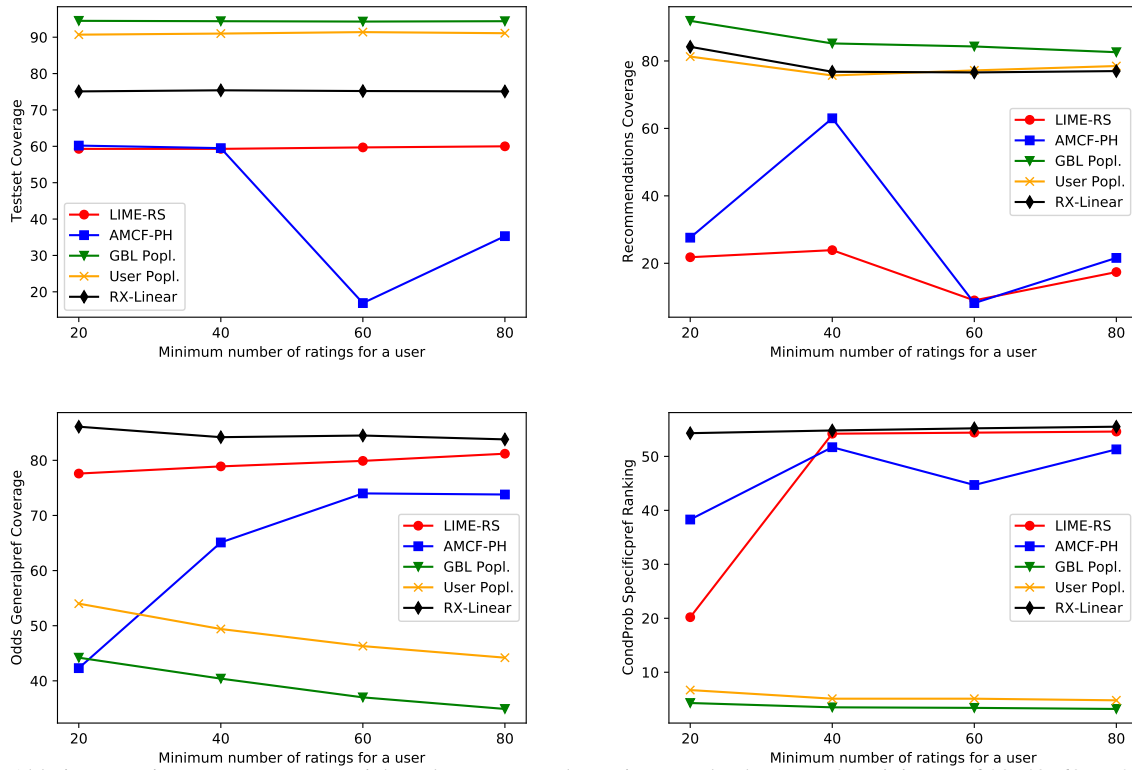 90
80
70
60
50
40
30
20
Testset Coverage
LIME-RS
AMCF-PH
GBL Popl.
User Popl.
RX-Linear
20 40 60 80
Minimum number of ratings for a user
80
60
40
20
Recommendations Coverage
LIME-RS
AMCF-PH
GBL Popl.
User Popl.
RX-Linear
20 40 60 80
Minimum number of ratings for a user
80
70
60
50
40
Odds Generalpref Coverage
LIME-RS
AMCF-PH
GBL Popl.
User Popl.
RX-Linear
20 40 60 80
Minimum number of ratings for a user
50
40
30
20
10
CondProb Specificpref Ranking
LIME-RS
AMCF-PH
GBL Popl.
User Popl.
RX-Linear
20 40 60 80
Minimum number of ratings for a user